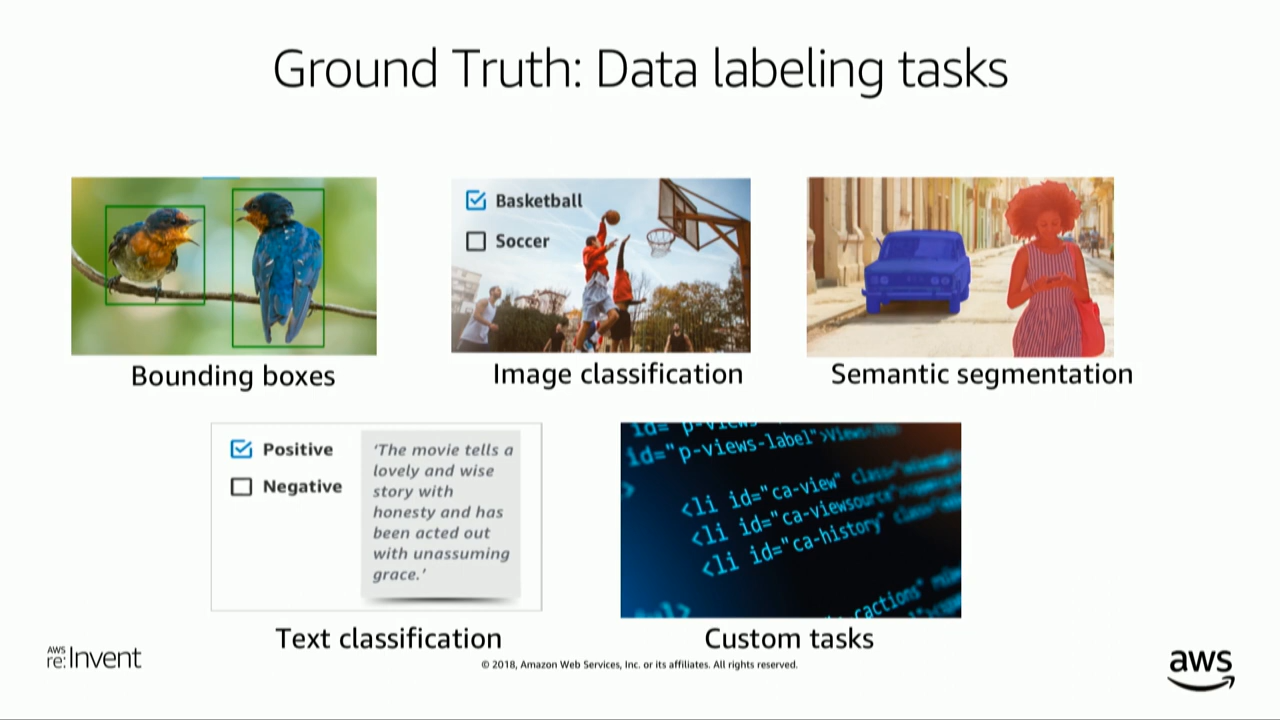 Ground Truth: Data labeling tasks
Basketball
Soccer
Bounding boxes
Image classification
Semantic segmentation
Positive
Negative
‘The movie tells a
lovely and wise
story with
honesty and has
been acted out
with unassuming
grace.’
id="p-views-label">Views</h3>
<li id="ca-view"
<li id="ca-viewsource"
<li id="ca-history"
Text classification
Custom tasks
AWS
re:Invent
© 2018, Amazon Web Services, Inc. or its affiliates. All rights reserved.
aws